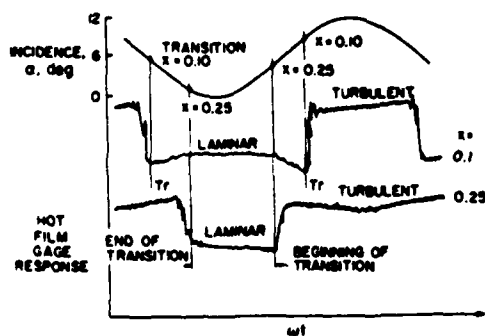 12
6
0
INCIDENCE,
α, deg
TRANSITION
X = 0.10
X = 0.10
X = 0.25
X = 0.25
TURBULENT
X =
0.1
LAMINAR
Tr
Tr
TURBULENT
0.25
HOT
FILM
GAGE
RESPONSE
END OF
TRANSITION
LAMINAR
BEGINNING OF
TRANSITION
ωt